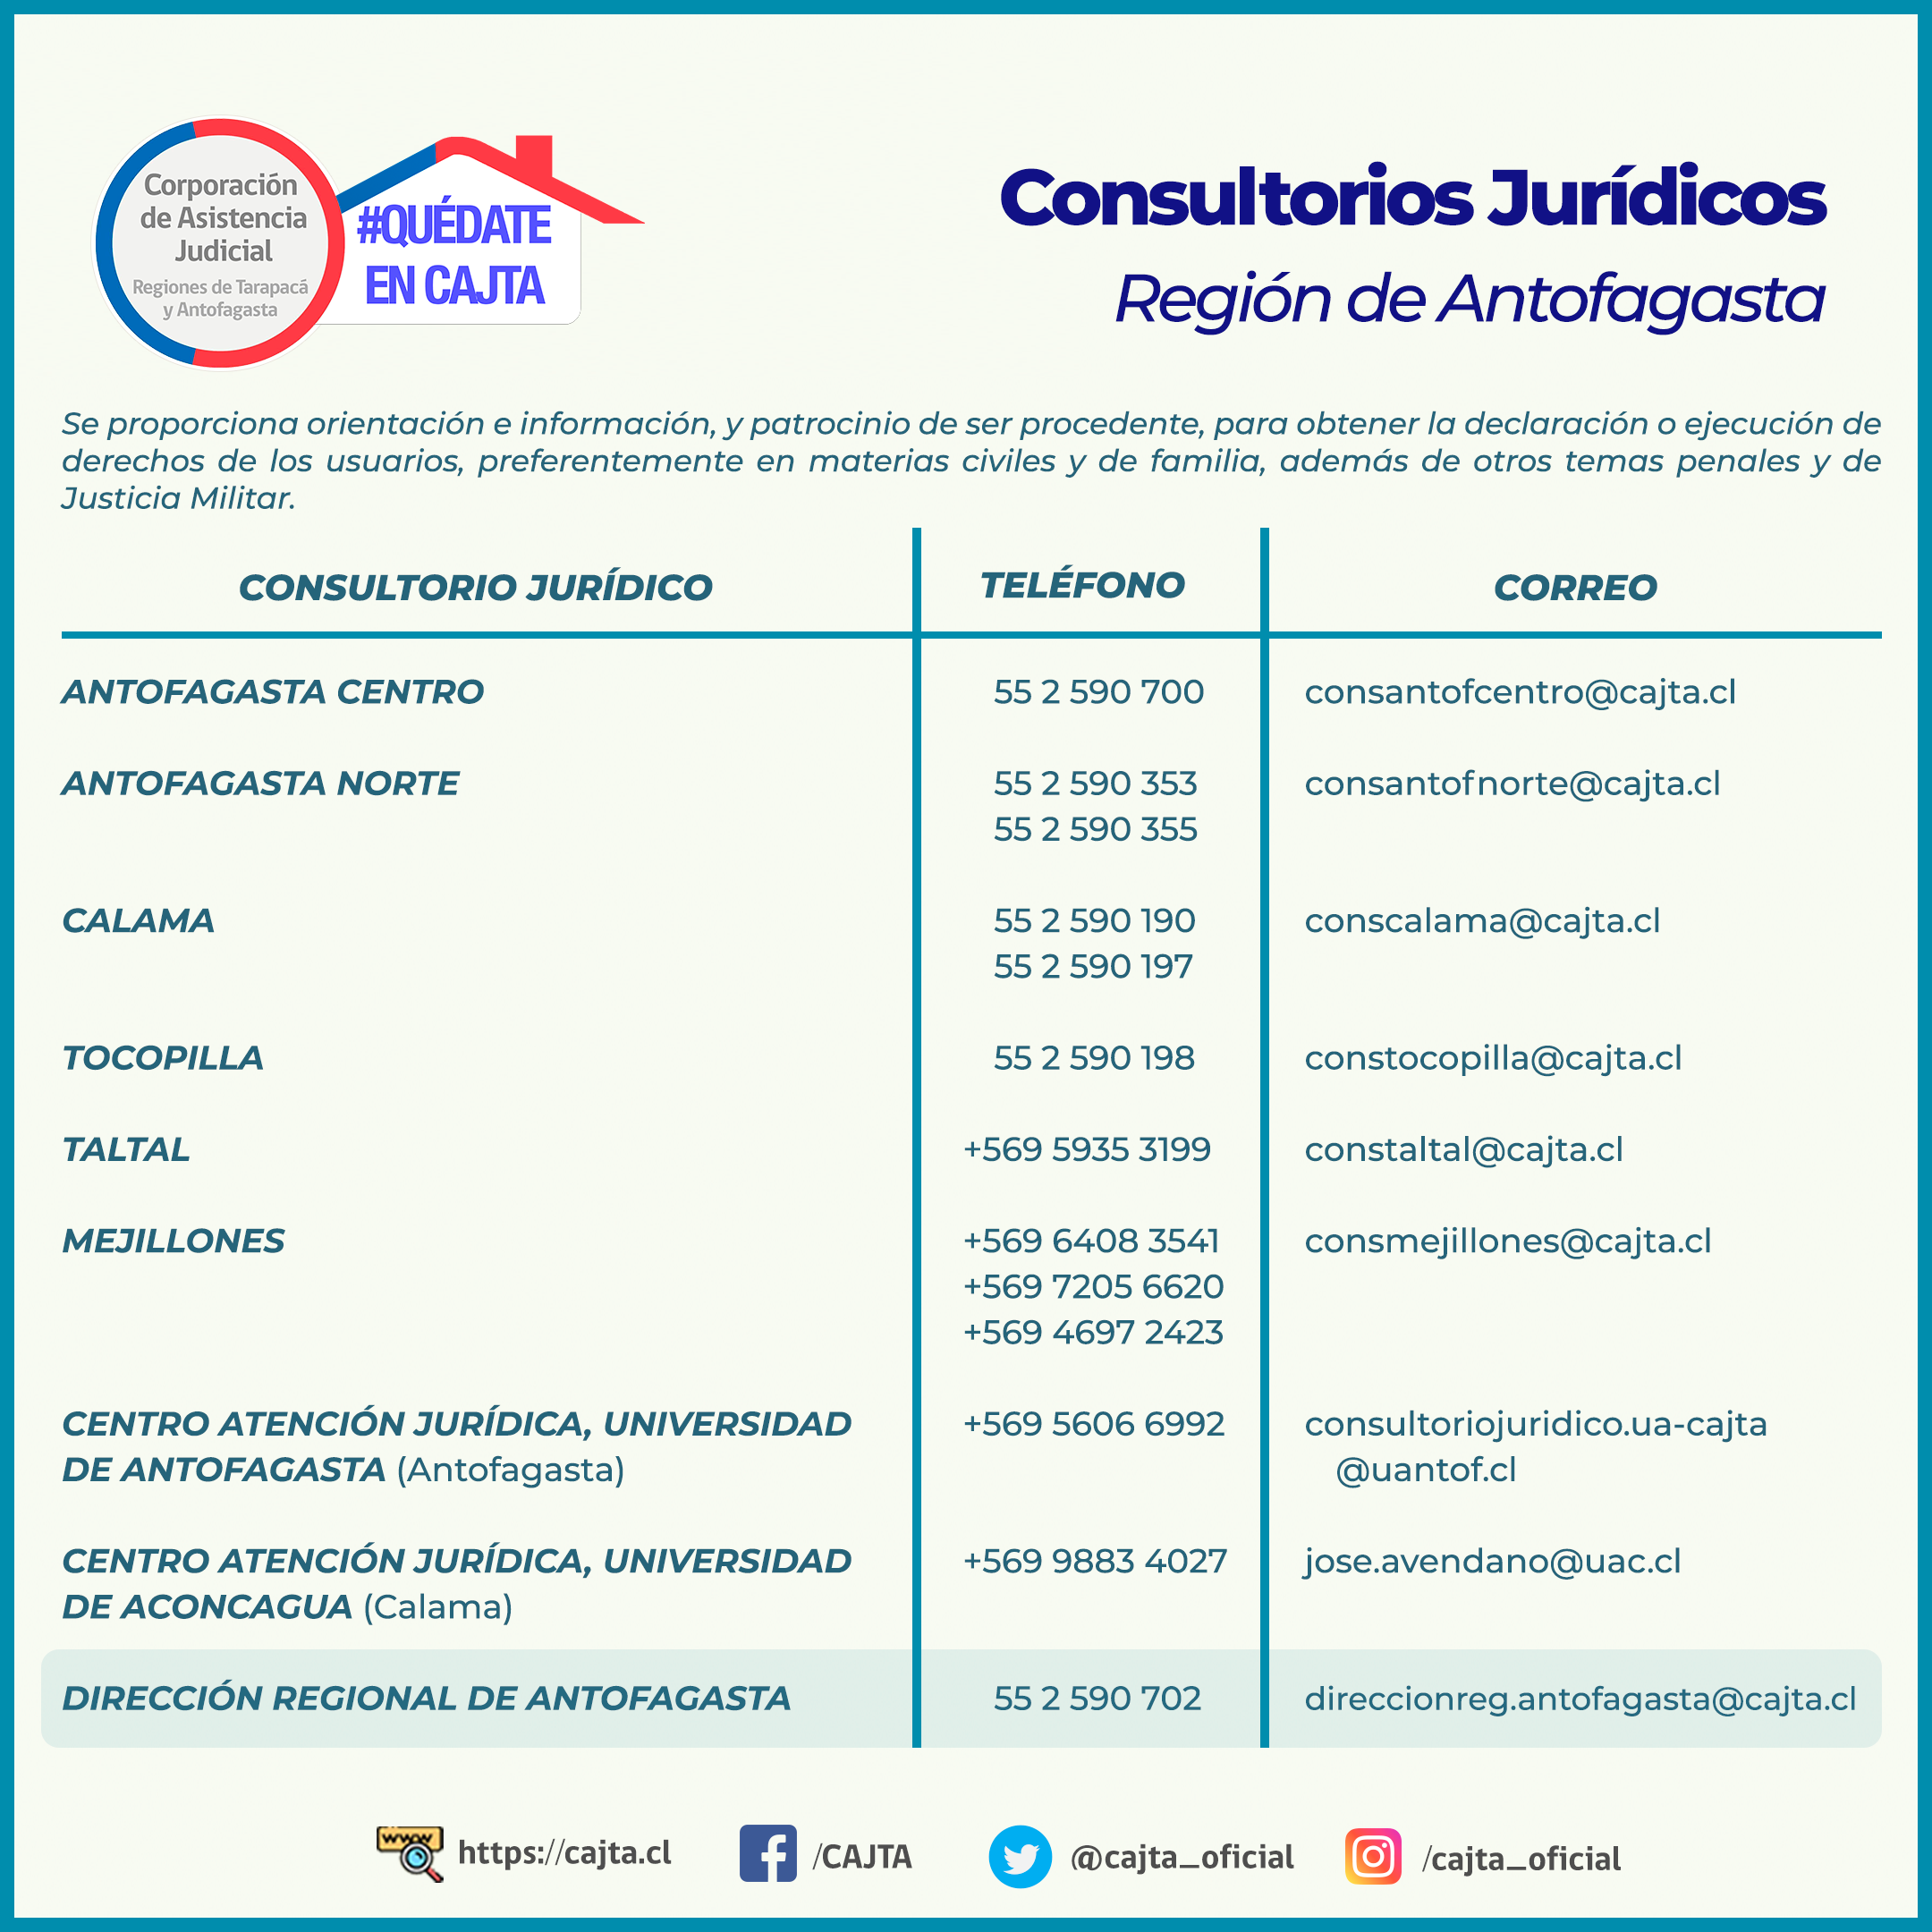 Corporación
de Asistencia
Judicial
Regiones de Tarapacá
y Antofagasta
#QUÉDATE
EN CAJTA
Consultorios Jurídicos
Región de Antofagasta
Se proporciona orientación e información, y patrocinio de ser procedente, para obtener la declaración o ejecución de
derechos de los usuarios, preferentemente en materias civiles y de familia, además de otros temas penales y de
Justicia Militar.
CONSULTORIO JURÍDICO TELÉFONO CORREO
ANTOFAGASTA CENTRO 55 2 590 700 consantofcentro@cajta.cl
ANTOFAGASTA NORTE 55 2 590 353 consantofnorte@cajta.cl
55 2 590 355
CALAMA 55 2 590 190 conscalama@cajta.cl
55 2 590 197
TOCOPILLA 55 2 590 198 constocopilla@cajta.cl
TALTAL +569 5935 3199 constaltal@cajta.cl
MEJILLONES +569 6408 3541 consmejillones@cajta.cl
+569 7205 6620
+569 4697 2423
CENTRO ATENCIÓN JURÍDICA, UNIVERSIDAD +569 5606 6992 consultoriojuridico.ua-cajta
DE ANTOFAGASTA (Antofagasta) @uantof.cl
CENTRO ATENCIÓN JURÍDICA, UNIVERSIDAD +569 9883 4027 jose.avendano@uac.cl
DE ACONCAGUA (Calama)
DIRECCIÓN REGIONAL DE ANTOFAGASTA 55 2 590 702 direccionreg.antofagasta@cajta.cl
www https://cajta.cl /CAJTA @cajta_oficial /cajta_oficial